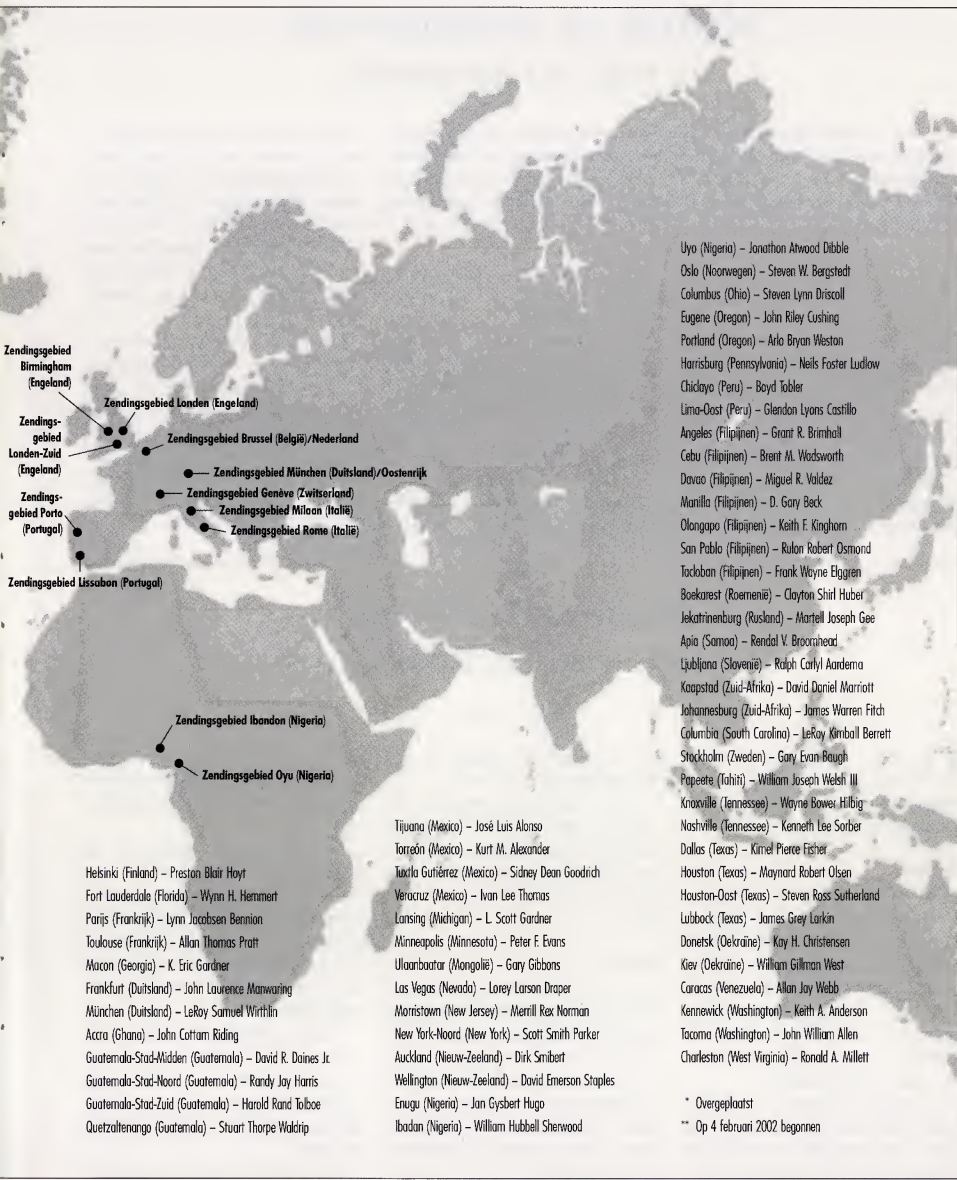 Zendingsgebied
Birmingham
(Engeland)
Zendingsgebied Londen (Engeland)
Zendings-
gebied
Londen-Zuid
(Engeland)
Zendingsgebied Brussel (België)/Nederland
Zendingsgebied München (Duitsland)/Oostenrijk
Zendingsgebied Genève (Zwitserland)
Zendingsgebied Milaan (Italië)
Zendingsgebied Rome (Italië)
Zendings-
gebied Porto
(Portugal)
Zendingsgebied Lissabon (Portugal)
Zendingsgebied Ibandon (Nigeria)
Zendingsgebied Oyu (Nigeria)
Helsinki (Finland) – Preston Blair Hoyt
Fort Lauderdale (Florida) – Wynn H. Hemmert
Parijs (Frankrijk) – Lynn Jacobsen Bennion
Toulouse (Frankrijk) – Allan Thomas Pratt
Macon (Georgia) – K. Eric Gardner
Frankfurt (Duitsland) – John Laurence Manwaring
München (Duitsland) – LeRoy Samuel Wirthlin
Accra (Ghana) – John Cottam Riding
Guatemala-Stad-Midden (Guatemala) – David R. Daines Jr.
Guatemala-Stad-Noord (Guatemala) – Randy Jay Harris
Guatemala-Stad-Zuid (Guatemala) – Harold Rand Tolboe
Quetzaltenango (Guatemala) – Stuart Thorpe Waldrip
Tijuana (Mexico) – José Luis Alonso
Torreón (Mexico) – Kurt M. Alexander
Tuxtla Gutiérrez (Mexico) – Sidney Dean Goodrich
Veracruz (Mexico) – Ivan Lee Thomas
Lansing (Michigan) – L. Scott Gardner
Minneapolis (Minnesota) – Peter F. Evans
Ulaanbaatar (Mongolië) – Gary Gibbons
Las Vegas (Nevada) – Lorey Larson Draper
Morristown (New Jersey) – Merrill Rex Norman
New York-Noord (New York) – Scott Smith Parker
Auckland (Nieuw-Zeeland) – Dirk Smibert
Wellington (Nieuw-Zeeland) – David Emerson Staples
Enugu (Nigeria) – Jan Gysbert Hugo
Ibadan (Nigeria) – William Hubbell Sherwood
Uyo (Nigeria) – Jonathon Atwood Dibble
Oslo (Noorwegen) – Steven W. Bergstedt
Columbus (Ohio) – Steven Lynn Driscoll
Eugene (Oregon) – John Riley Cushing
Portland (Oregon) – Arlo Bryan Weston
Harrisburg (Pennsylvania) – Neils Foster Ludlow
Chiclayo (Peru) – Boyd Tobler
Lima-Oost (Peru) – Glendon Lyons Castillo
Angeles (Filipijnen) – Grant R. Brimhall
Cebu (Filipijnen) – Brent M. Wadsworth
Davao (Filipijnen) – Miguel R. Valdez
Manilla (Filipijnen) – D. Gary Beck
Olongapo (Filipijnen) – Keith F. Kinghorn
San Pablo (Filipijnen) – Rulon Robert Osmond
Tacloban (Filipijnen) – Frank Wayne Elggren
Boekarest (Roemenië) – Clayton Shirl Huber
Jekatrinenburg (Rusland) – Martell Joseph Gee
Apia (Samoa) – Rendal V. Broomhead
Ljubljana (Slovenië) – Ralph Carlyl Aardema
Kaapstad (Zuid-Afrika) – David Daniel Marriott
Johannesburg (Zuid-Afrika) – James Warren Fitch
Columbia (South Carolina) – LeRoy Kimball Berrett
Stockholm (Zweden) – Gary Evan Baugh
Papeete (Tahiti) – William Joseph Welsh III
Knoxville (Tennessee) – Wayne Bower Hilbig
Nashville (Tennessee) – Kenneth Lee Sorber
Dallas (Texas) – Kimel Pierce Fisher
Houston (Texas) – Maynard Robert Olsen
Houston-Oost (Texas) – Steven Ross Sutherland
Lubbock (Texas) – James Grey Larkin
Donetsk (Oekraïne) – Kay H. Christensen
Kiev (Oekraïne) – William Gillman West
Caracas (Venezuela) – Allan Jay Webb
Kennewick (Washington) – Keith A. Anderson
Tacoma (Washington) – John William Allen
Charleston (West Virginia) – Ronald A. Millett
* Overgeplaatst
** Op 4 februari 2002 begonnen